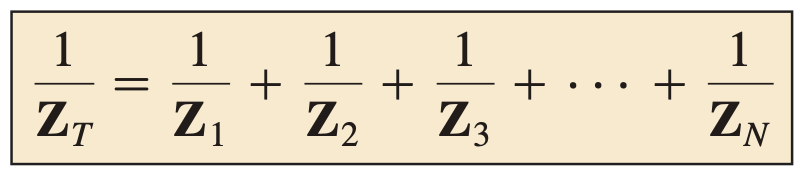 1/Z_T = 1/Z_1 + 1/Z_2 + 1/Z_3 + · · · + 1/Z_N